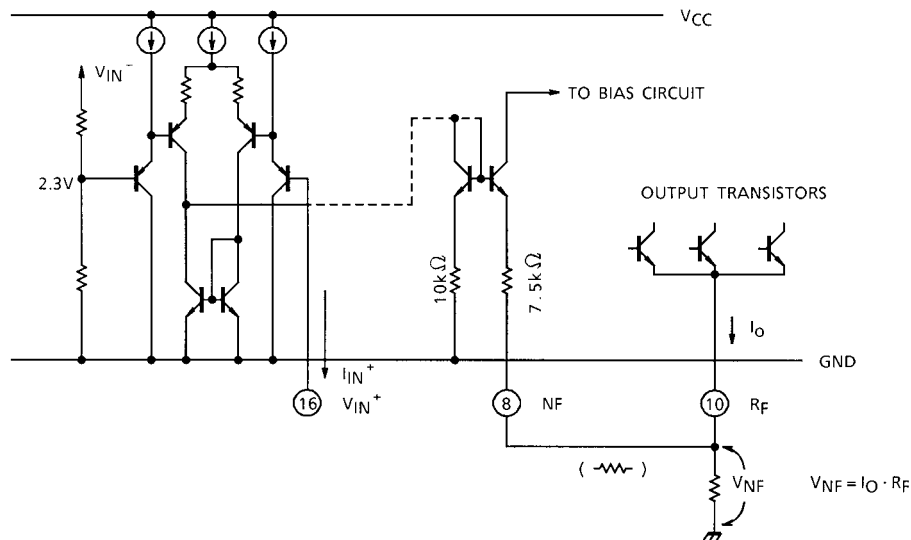 VCC
VIN-
TO BIAS CIRCUIT
2.3V
OUTPUT TRANSISTORS
10kΩ
7.5kΩ
IO
GND
IIN+
16
VIN+
8
NF
10
RF
( )
VNF
VNF = IO · RF